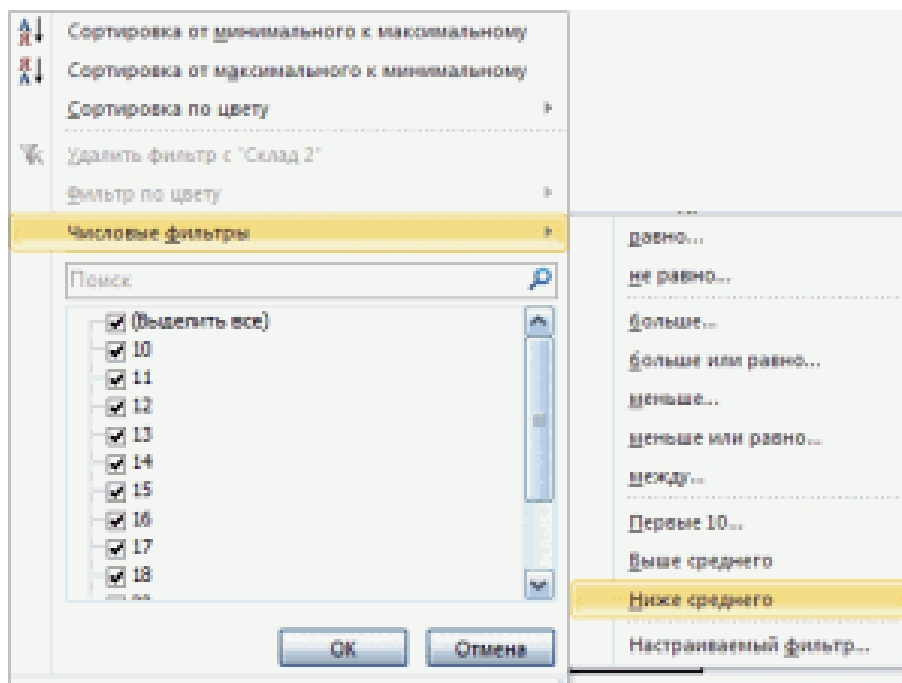 Сортировка от минимального к максимальному
Сортировка от максимального к минимальному
Сортировка по цвету
Удалить фильтр с "Склад 2"
Фильтр по цвету
Числовые фильтры
Поиск
(Выделить все)
10
11
12
13
14
15
16
17
18
ОК
Отмена
равно...
не равно...
больше...
больше или равно...
меньше...
меньше или равно...
между...
Первые 10...
Выше среднего
Ниже среднего
Настраиваемый фильтр...